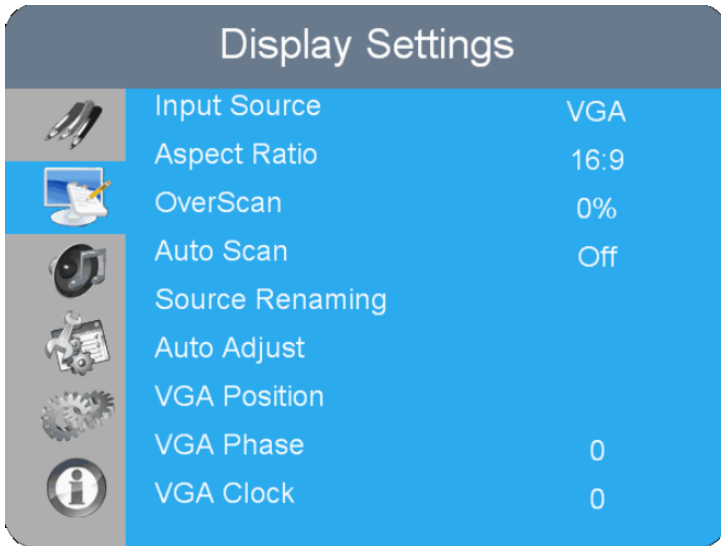 Display Settings
Input Source VGA
Aspect Ratio 16:9
OverScan 0%
Auto Scan Off
Source Renaming
Auto Adjust
VGA Position
VGA Phase 0
VGA Clock 0